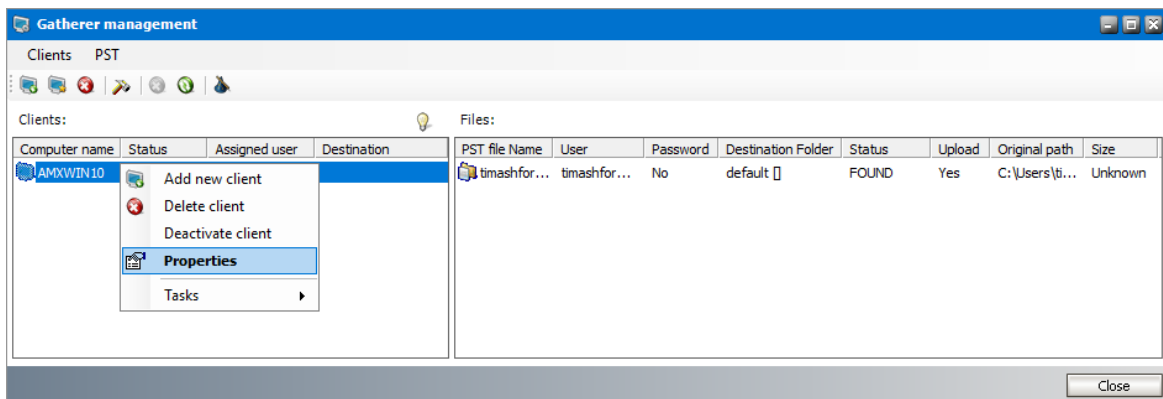 Gatherer management
Clients PST
Clients:
Files:
Computer name Status Assigned user Destination
AMXWIN10
Add new client
Delete client
Deactivate client
Properties
Tasks
PST file Name User Password Destination Folder Status Upload Original path Size
timashfor... timashfor... No default [] FOUND Yes C:\Users\ti... Unknown
Close